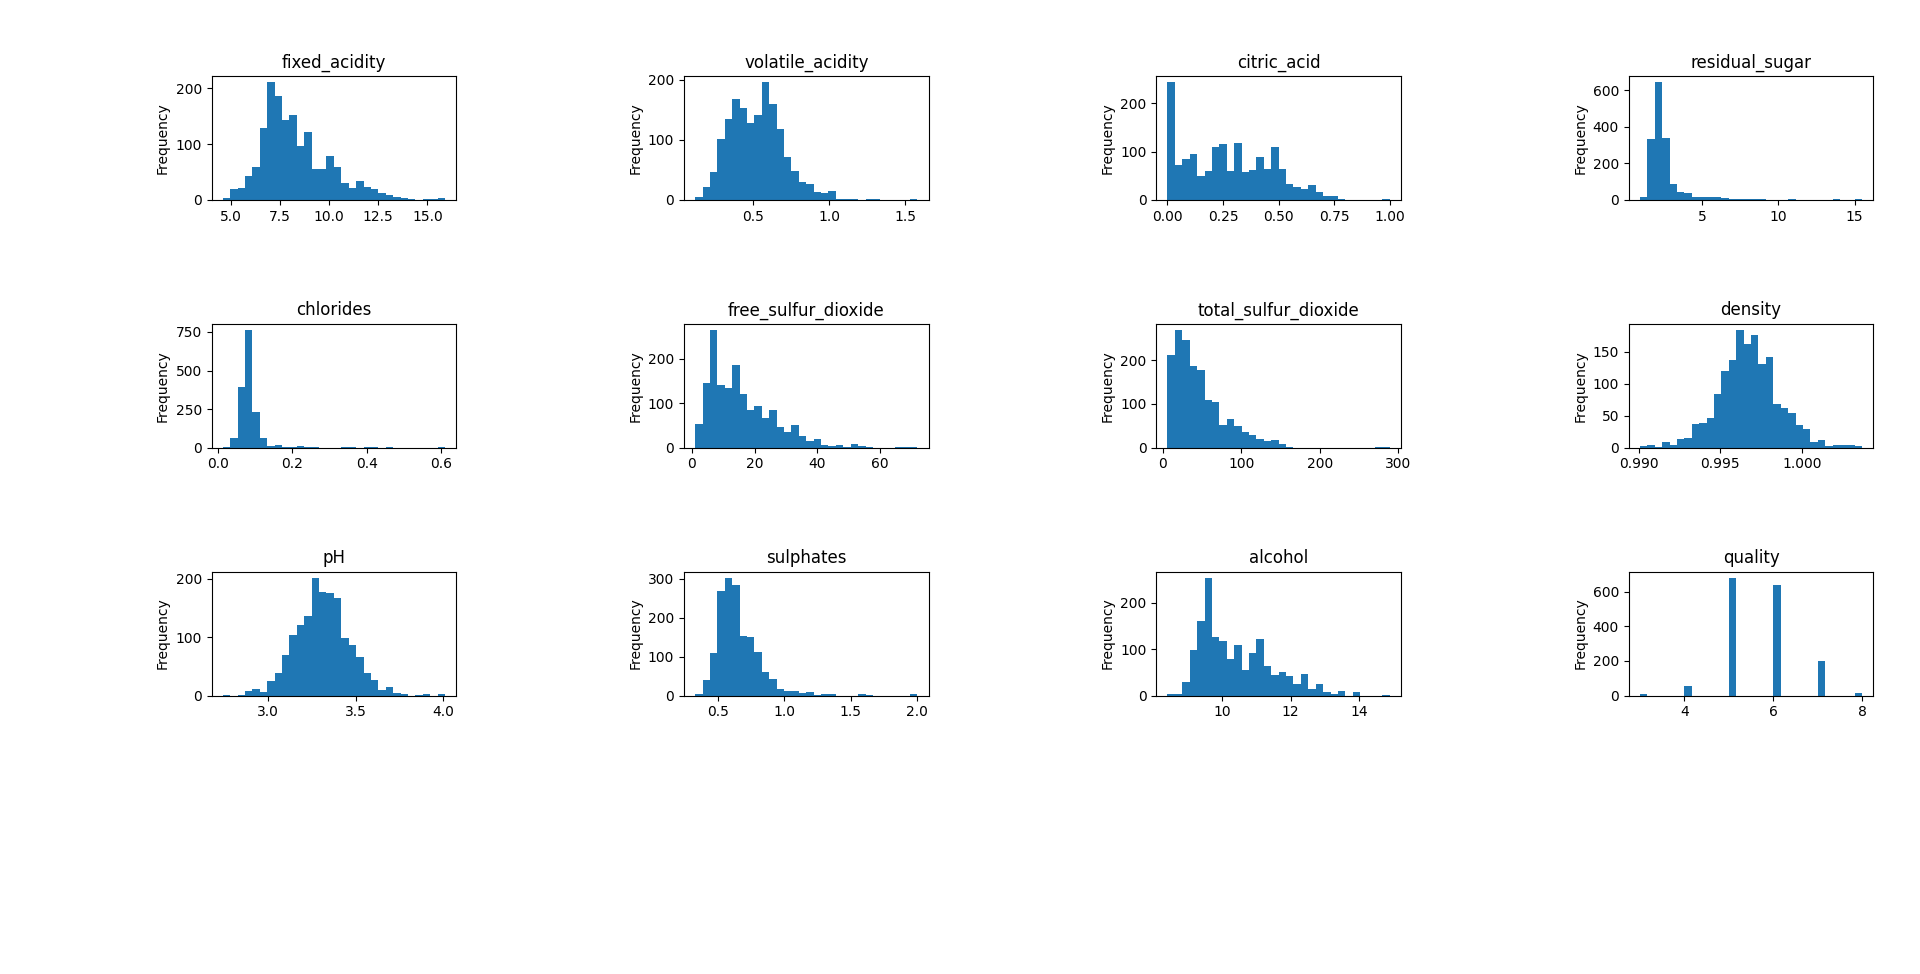 fixed_acidity
Frequency
200
100
0
5.0 7.5 10.0 12.5 15.0
volatile_acidity
Frequency
200
100
0
0.5 1.0 1.5
citric_acid
Frequency
200
100
0
0.00 0.25 0.50 0.75 1.00
residual_sugar
Frequency
600
400
200
0
5 10 15
chlorides
Frequency
750
500
250
0
0.0 0.2 0.4 0.6
free_sulfur_dioxide
Frequency
200
100
0
0 20 40 60
total_sulfur_dioxide
Frequency
200
100
0
0 100 200 300
density
Frequency
150
100
50
0
0.990 0.995 1.000
pH
Frequency
200
100
0
3.0 3.5 4.0
sulphates
Frequency
300
200
100
0
0.5 1.0 1.5 2.0
alcohol
Frequency
200
100
0
10 12 14
quality
Frequency
600
400
200
0
4 6 8